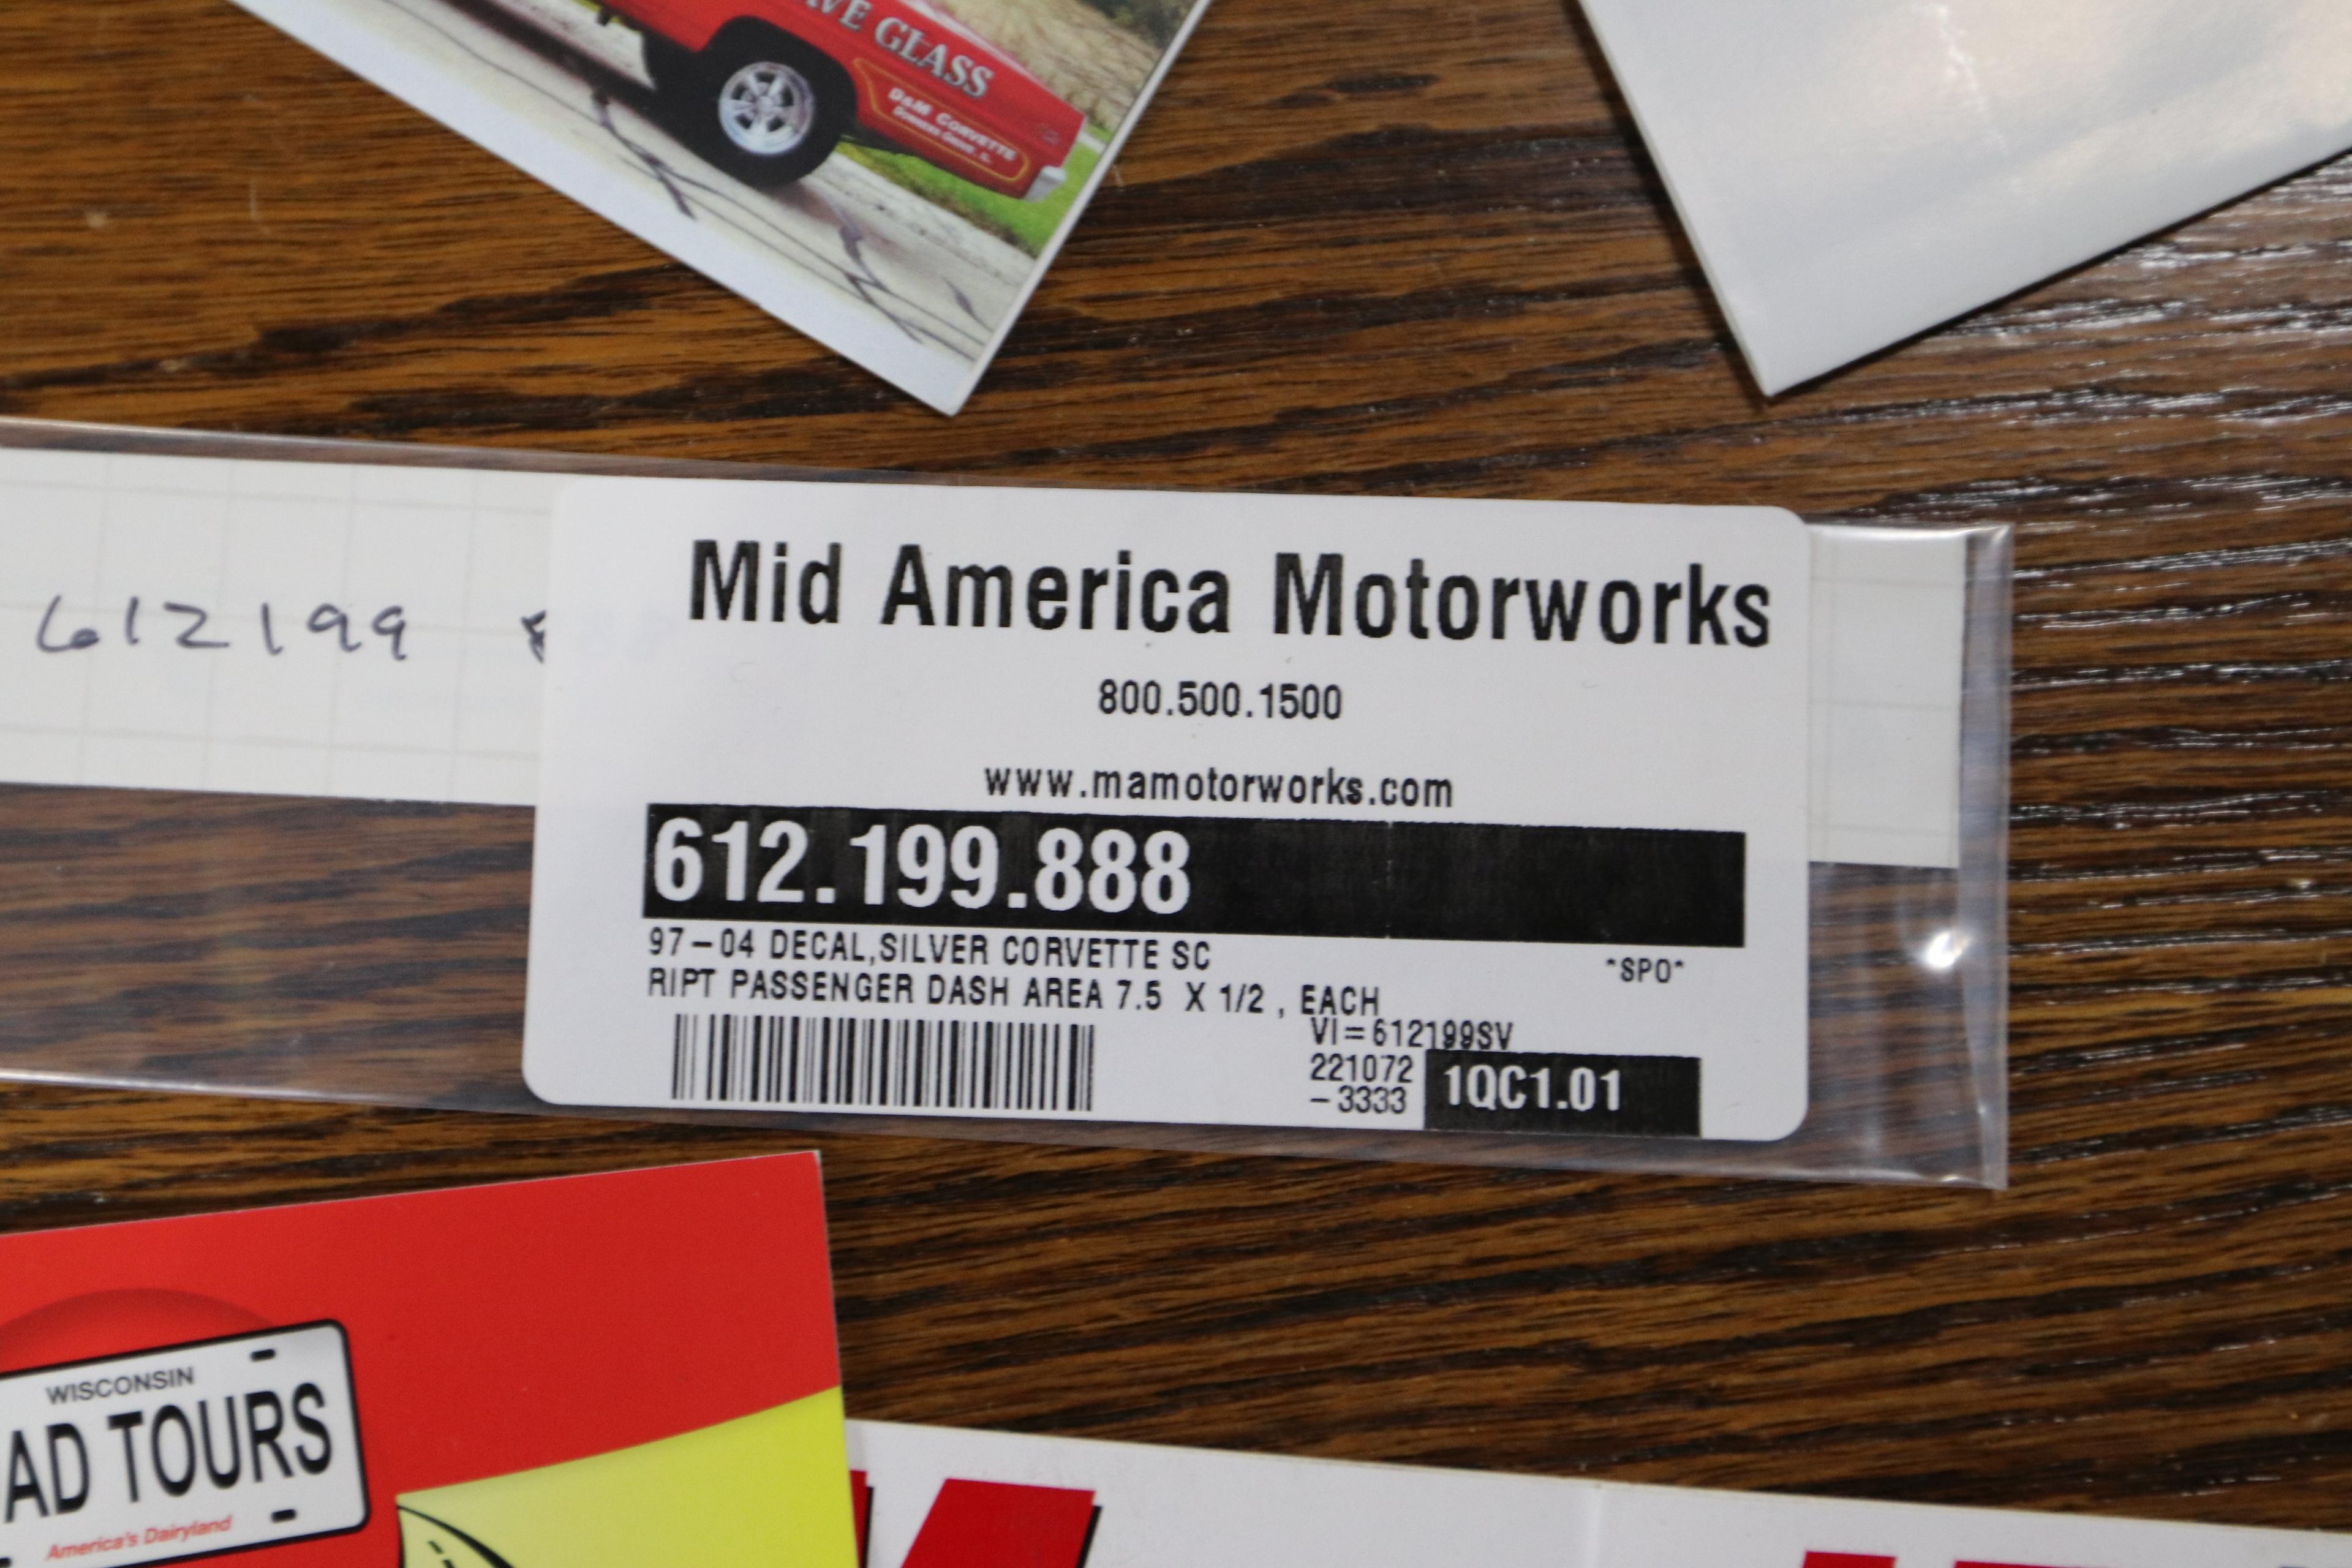 GLASS
D&M CORVETTE
612199
Mid America Motorworks
800.500.1500
www.mamotorworks.com
612.199.888
97-04 DECAL,SILVER CORVETTE SC
RIPT PASSENGER DASH AREA 7.5 X 1/2 , EACH
*SPO*
VI=612199SV
221072
-3333
1QC1.01
WISCONSIN
AD TOURS
America's Dairyland